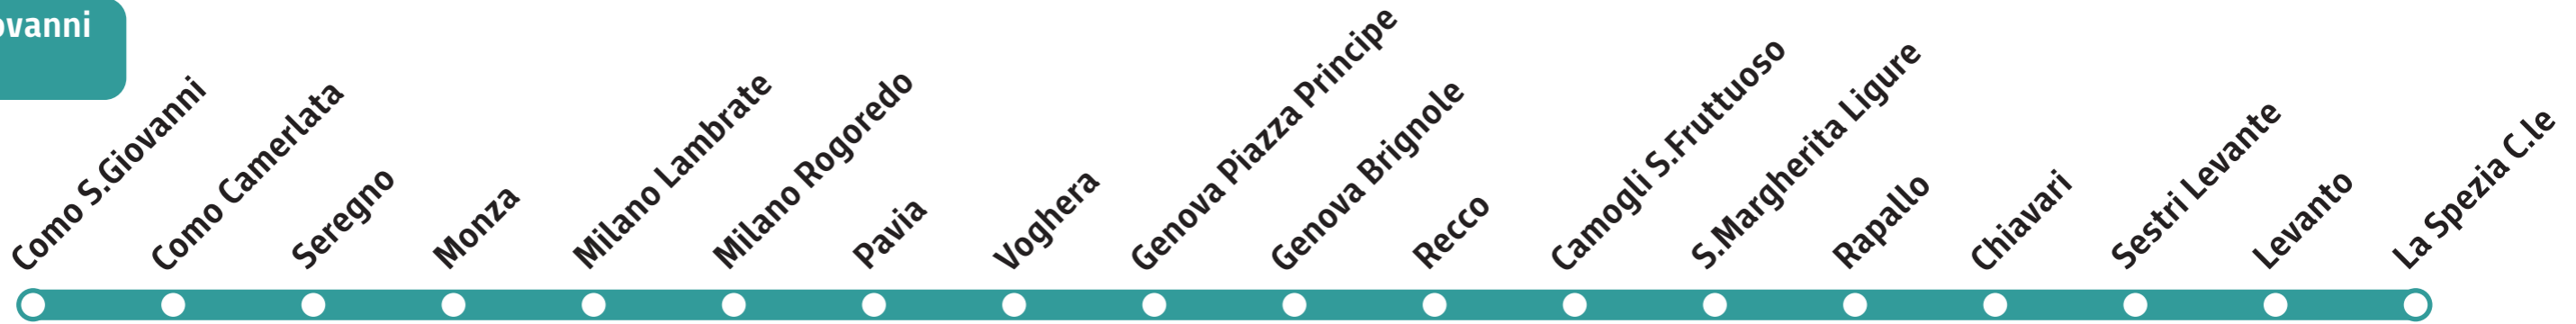 ovanni
Como S.Giovanni
Como Camerlata
Seregno
Monza
Milano Lambrate
Milano Rogoredo
Pavia
Voghera
Genova Piazza Principe
Genova Brignole
Recco
Camogli S.Fruttuoso
S.Margherita Ligure
Rapallo
Chiavari
Sestri Levante
Levanto
La Spezia C.le